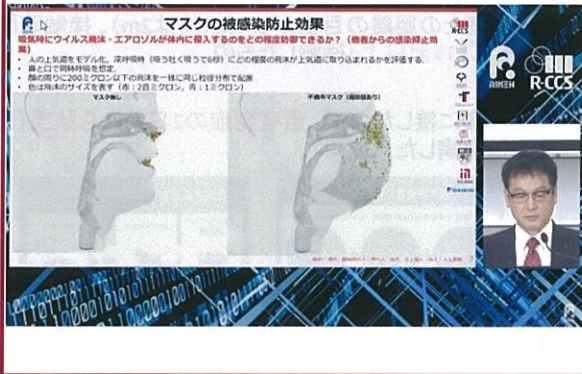 マスクの被感染防止効果
吸気時にウイルス飛沫・エアロゾルが体内に侵入するのをどの程度防御できるか？（他者からの感染抑止効果）
• 人の上気道をモデル化。深呼吸時（吸う吐く吸うで6秒）にどの程度の飛沫が上気道に取り込まれるかを評価する。
• 鼻と口で同時呼吸を想定
• 顔の周りに200ミクロン以下の飛沫を一様に同じ粒径分布で配置
• 色は飛沫のサイズを表す（赤：2百ミクロン，青：1ミクロン）
マスク無し
不織布マスク（隙間あり）
R-CCS
RIKEN
R-CCS
DAIKIN
7